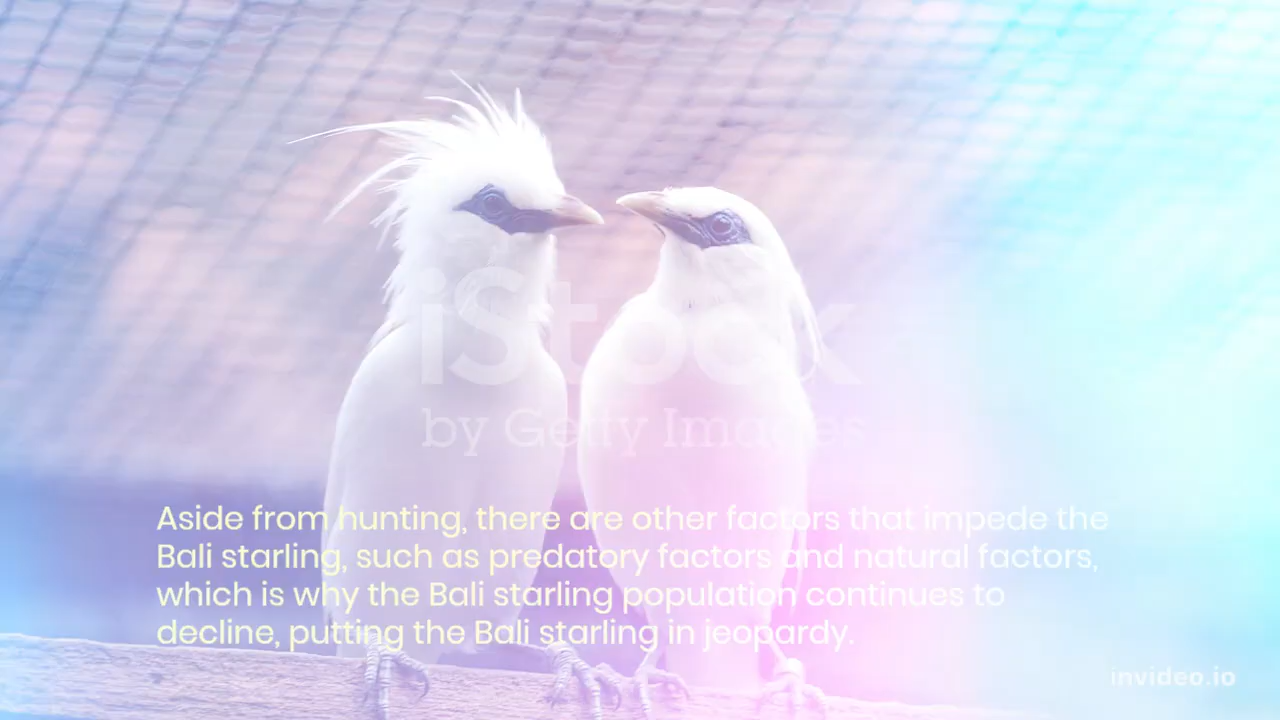 iStock
by Getty Images
Aside from hunting, there are other factors that impede the
Bali starling, such as predatory factors and natural factors,
which is why the Bali starling population continues to
decline, putting the Bali starling in jeopardy.
invideo.io